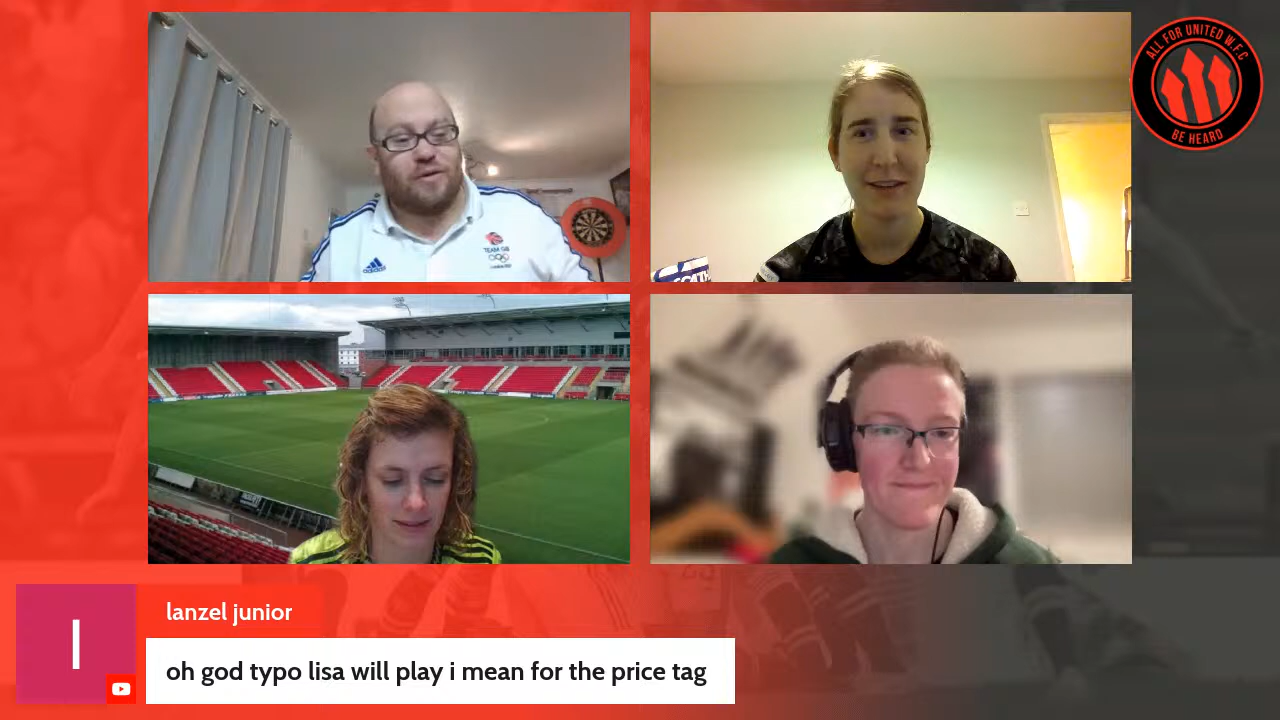 ALL FOR UNITED W.F.C
BE HEARD
adidas
TEAM GB
lanzel junior
l
oh god typo lisa will play i mean for the price tag